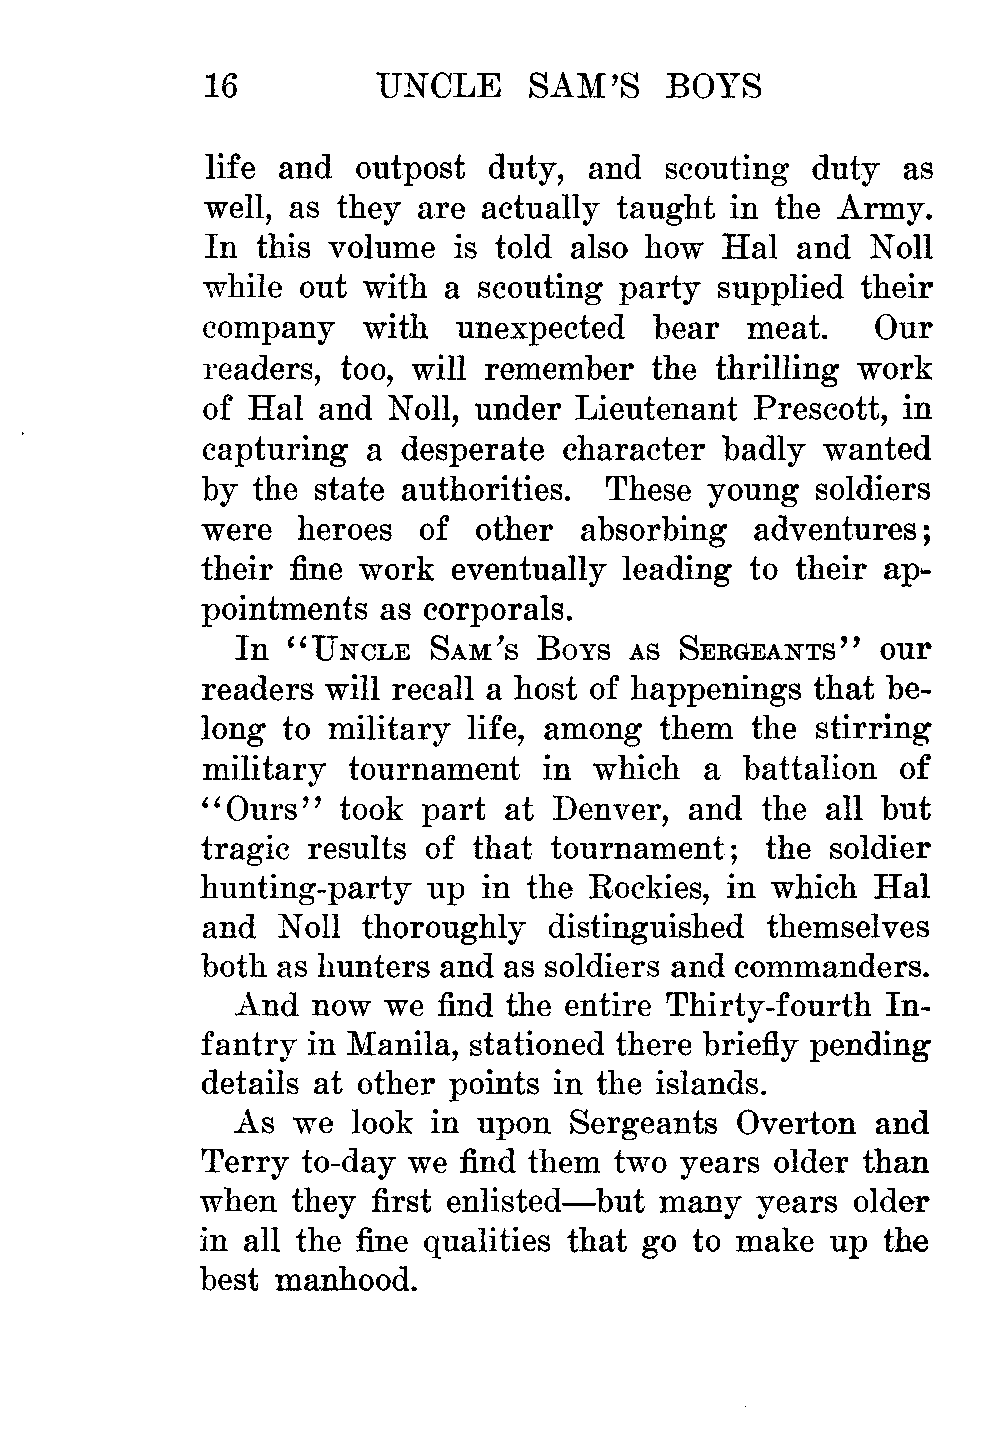 16 UNCLE SAM'S BOYS
life and outpost duty, and scouting duty as
well, as they are actually taught in the Army.
In this volume is told also how Hal and Noll
while out with a scouting party supplied their
company with unexpected bear meat. Our
readers, too, will remember the thrilling work
of Hal and Noll, under Lieutenant Prescott, in
capturing a desperate character badly wanted
by the state authorities. These young soldiers
were heroes of other absorbing adventures;
their fine work eventually leading to their ap-
pointments as corporals.
In "UNCLE SAM'S BOYS AS SERGEANTS" our
readers will recall a host of happenings that be-
long to military life, among them the stirring
military tournament in which a battalion of
"Ours" took part at Denver, and the all but
tragic results of that tournament; the soldier
hunting-party up in the Rockies, in which Hal
and Noll thoroughly distinguished themselves
both as hunters and as soldiers and commanders.
And now we find the entire Thirty-fourth In-
fantry in Manila, stationed there briefly pending
details at other points in the islands.
As we look in upon Sergeants Overton and
Terry to-day we find them two years older than
when they first enlisted—but many years older
in all the fine qualities that go to make up the
best manhood.